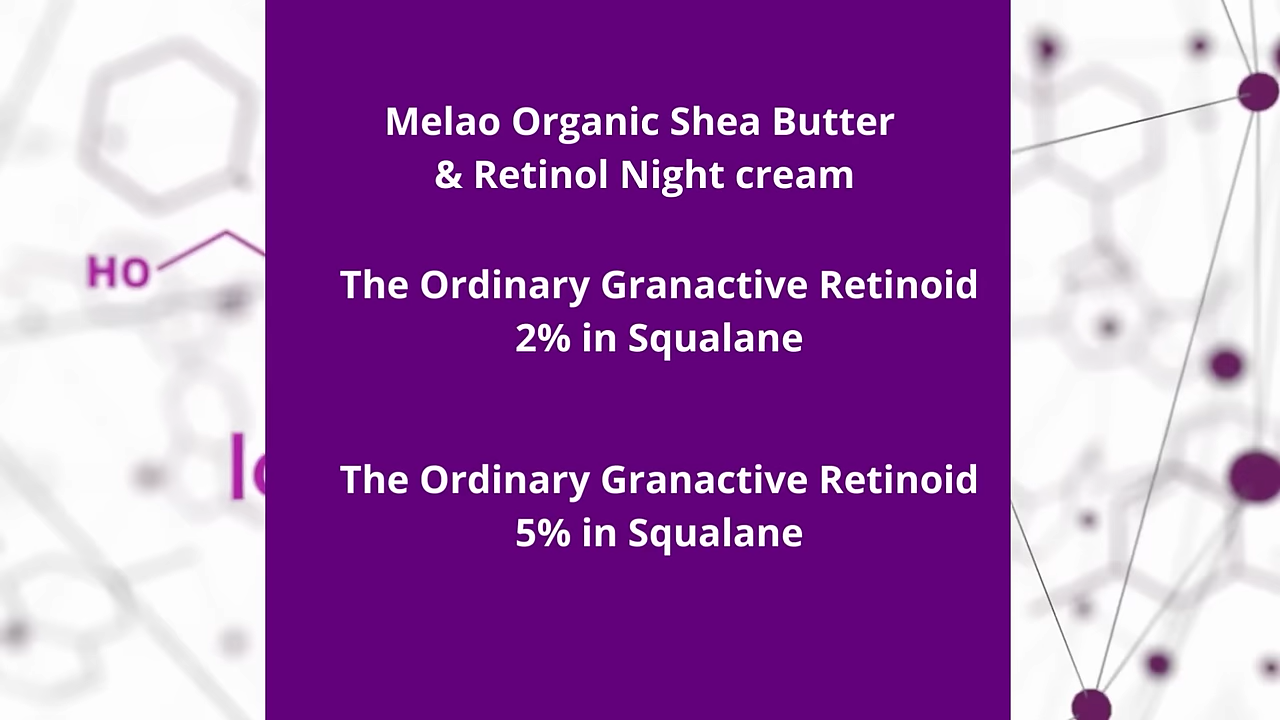 Melao Organic Shea Butter
& Retinol Night cream
The Ordinary Granactive Retinoid
2% in Squalane
The Ordinary Granactive Retinoid
5% in Squalane
HO